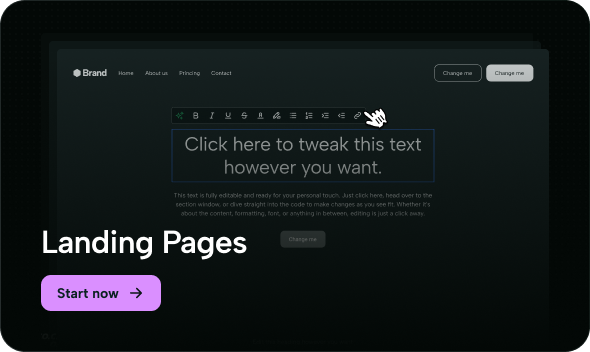 Brand Home About us Princing Contact Change me Change me
B I U S A
Click here to tweak this text
however you want.
This text is fully editable and ready for your personal touch. Just click here, head over to the
section window, or dive straight into the code to make changes as you see fit. Whether it's
about the content, formatting, font, or anything in between, editing is just a click away.
Change me
Landing Pages
Start now